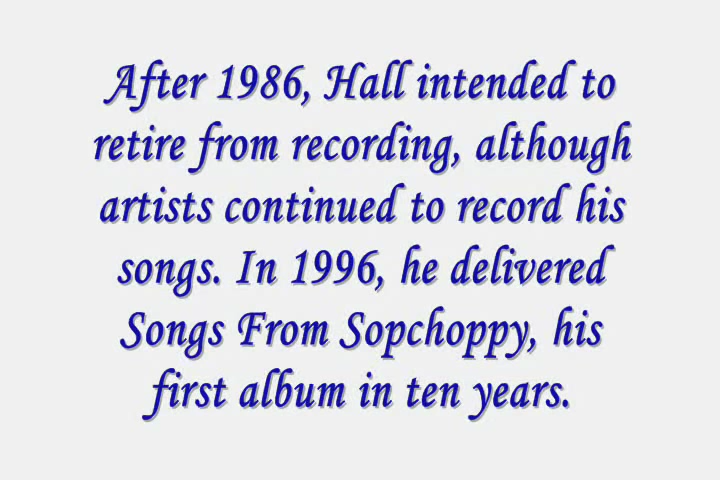 After 1986, Hall intended to
retire from recording, although
artists continued to record his
songs. In 1996, he delivered
Songs From Sopchoppy, his
first album in ten years.